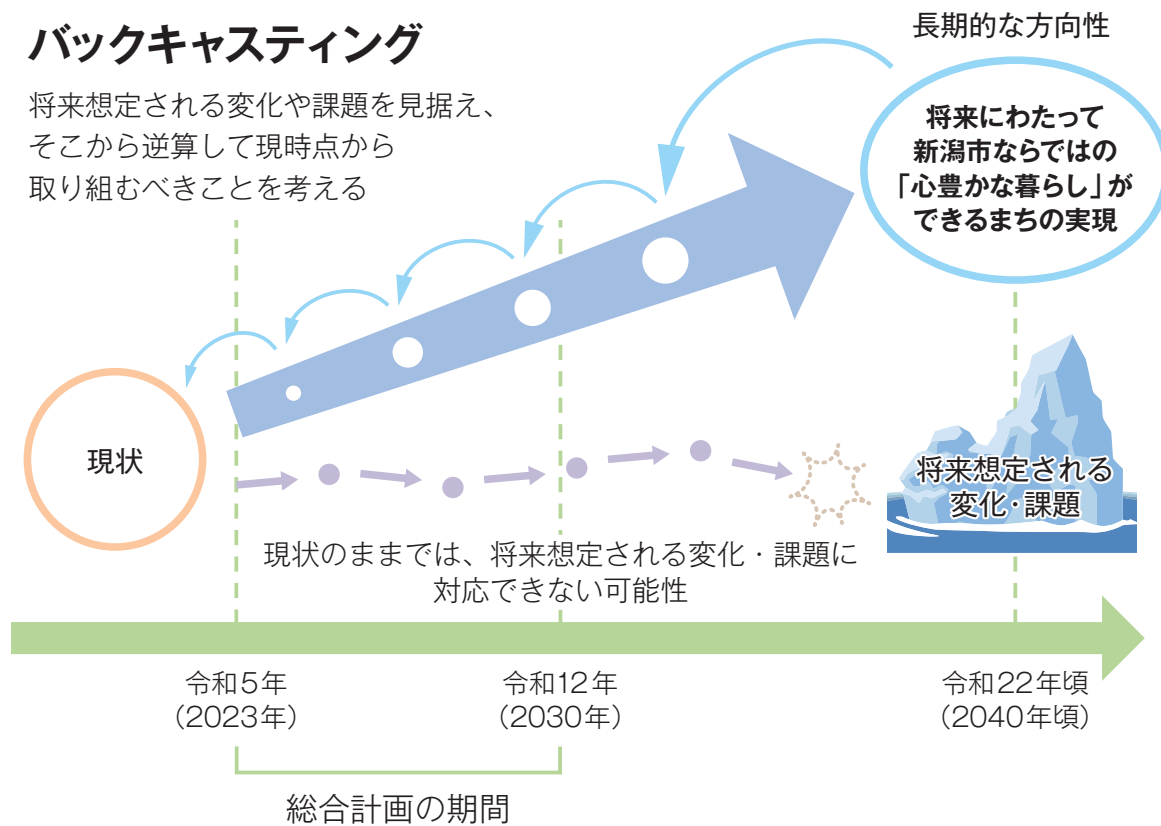 バックキャスティング
将来想定される変化や課題を見据え、
そこから逆算して現時点から
取り組むべきことを考える
長期的な方向性
将来にわたって
新潟市ならではの
「心豊かな暮らし」が
できるまちの実現
現状
将来想定される
変化・課題
現状のままでは、将来想定される変化・課題に
対応できない可能性
令和5年
(2023年)
令和12年
(2030年)
令和22年頃
(2040年頃)
総合計画の期間